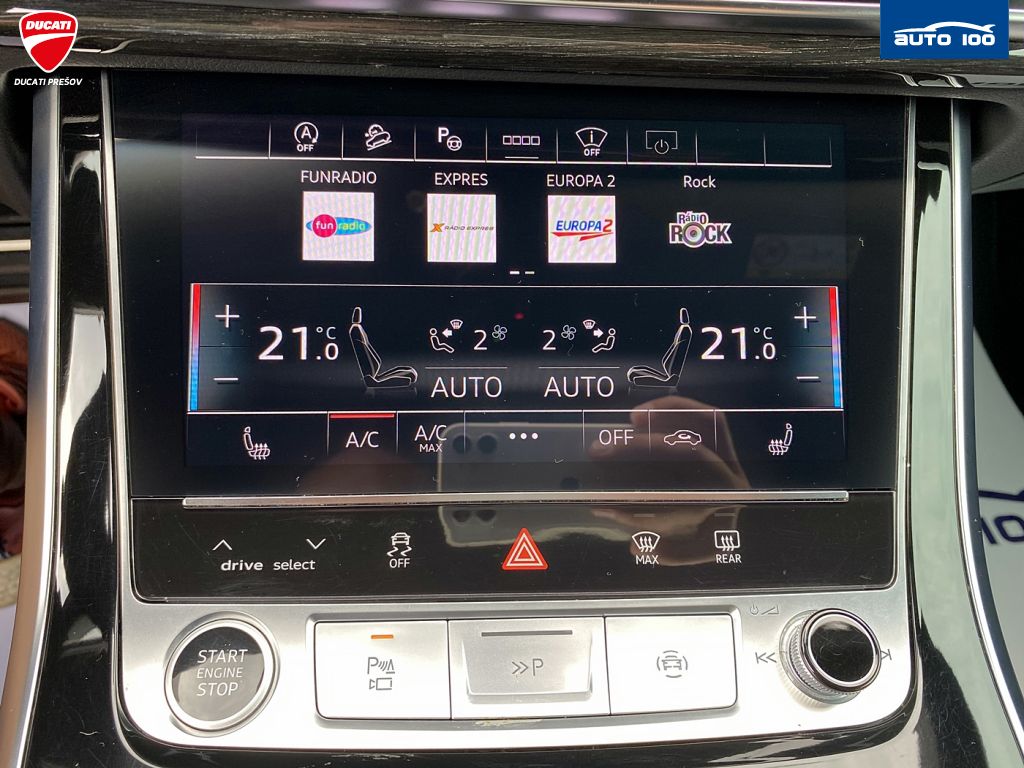 DUCATI
DUCATI PREŠOV
AUTO 100
A
OFF
P
i
OFF
FUNRADIO
EXPRES
EUROPA 2
Rock
fun radio
RÁDIO EXPRES
EUROPA 2
RÁDIO
ROCK
+
21.0 °C
−
2
AUTO
2
AUTO
+
21.0 °C
−
A/C
A/C
MAX
•••
OFF
drive select
OFF
MAX
REAR
START
ENGINE
STOP
P
>>P